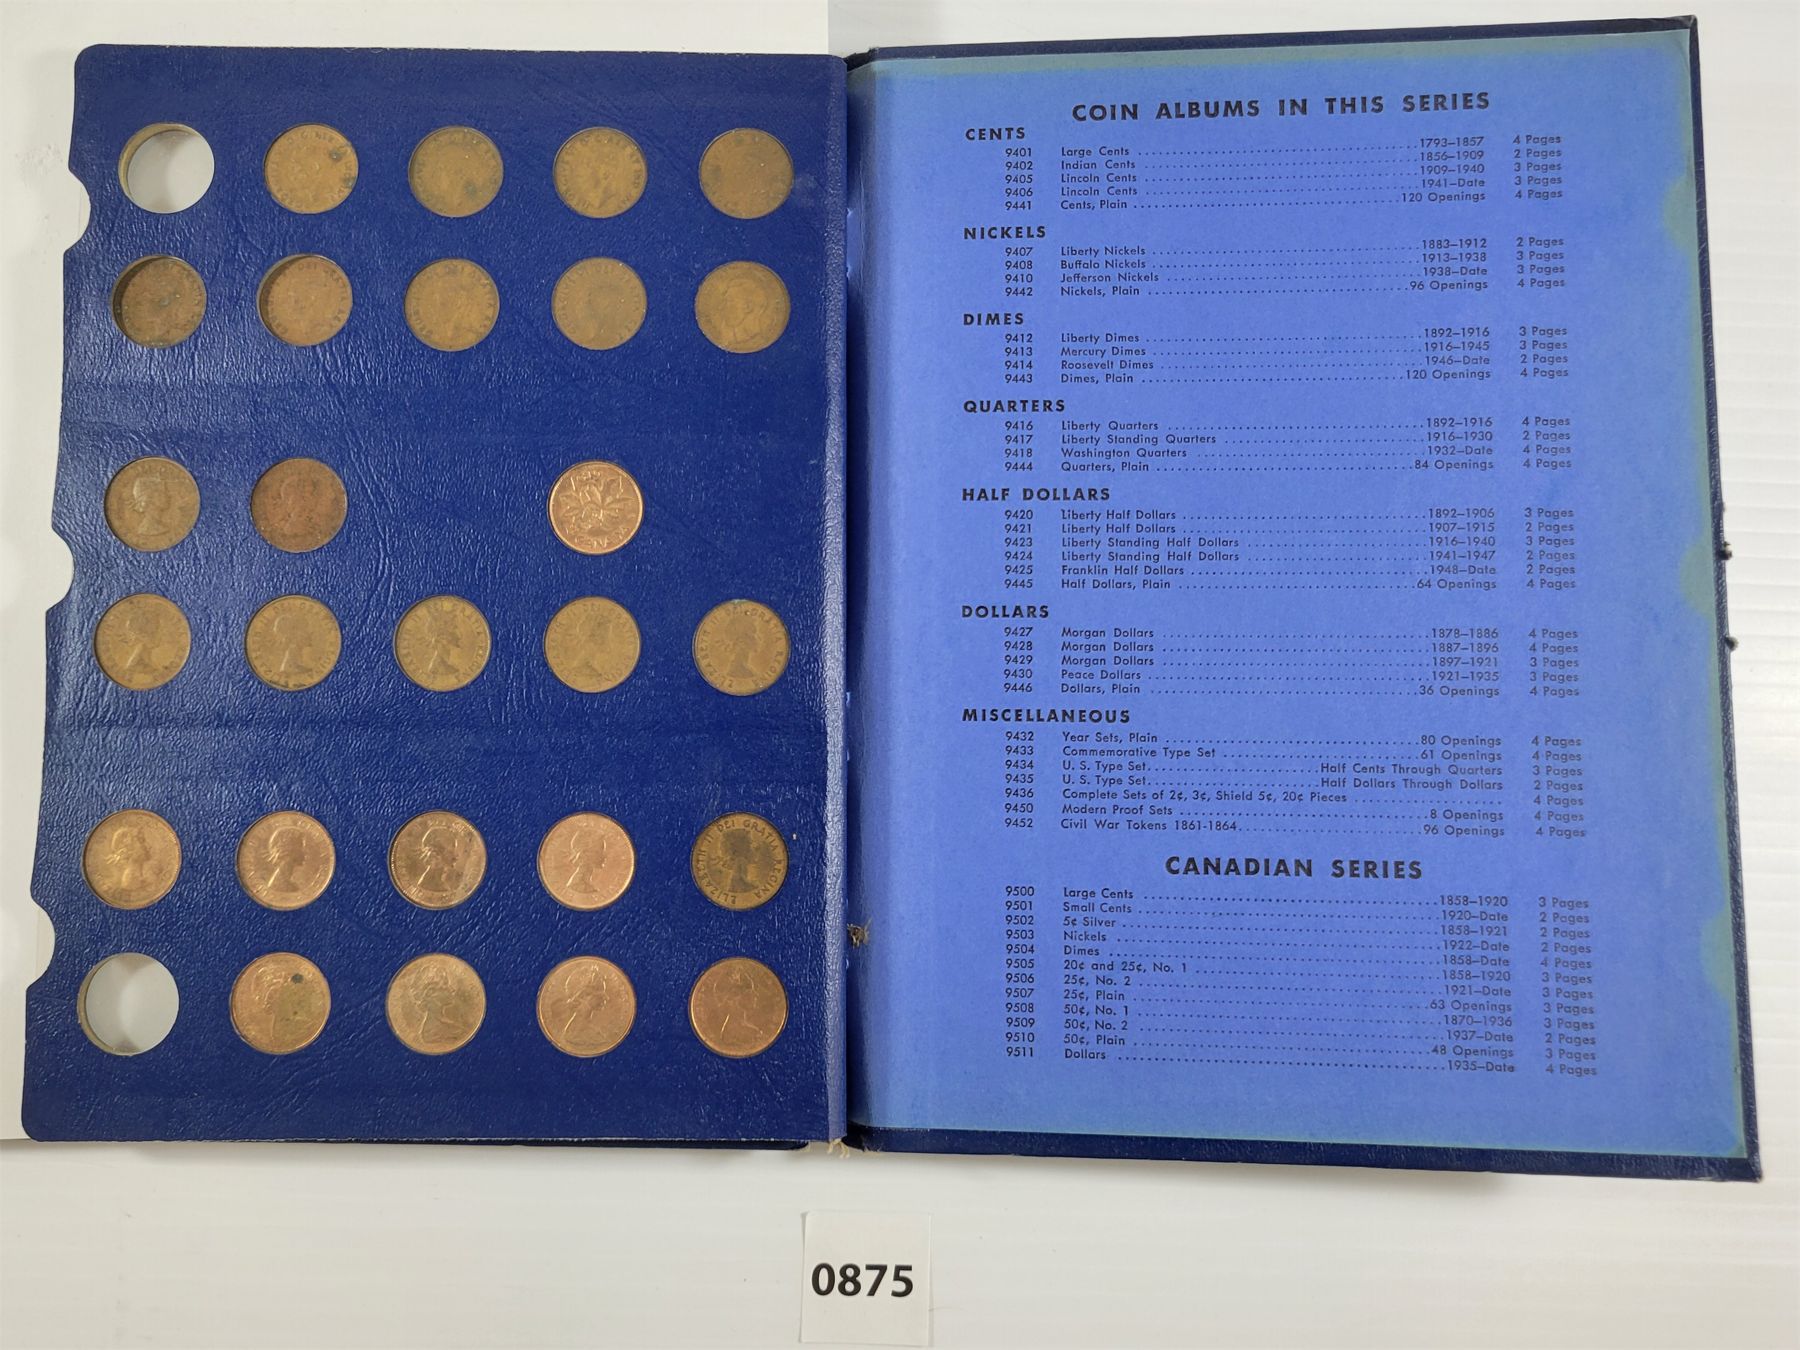 COIN ALBUMS IN THIS SERIES
CENTS
9401 Large Cents 1793–1857 4 Pages
9402 Indian Cents 1856–1909 2 Pages
9405 Lincoln Cents 1909–1940 3 Pages
9406 Lincoln Cents 1941–Date 3 Pages
9441 Cents, Plain 120 Openings 4 Pages
NICKELS
9407 Liberty Nickels 1883–1912 2 Pages
9408 Buffalo Nickels 1913–1938 3 Pages
9410 Jefferson Nickels 1938–Date 3 Pages
9442 Nickels, Plain 96 Openings 4 Pages
DIMES
9412 Liberty Dimes 1892–1916 3 Pages
9413 Mercury Dimes 1916–1945 3 Pages
9414 Roosevelt Dimes 1946–Date 2 Pages
9443 Dimes, Plain 120 Openings 4 Pages
QUARTERS
9416 Liberty Quarters 1892–1916 4 Pages
9417 Liberty Standing Quarters 1916–1930 2 Pages
9418 Washington Quarters 1932–Date 4 Pages
9444 Quarters, Plain 84 Openings 4 Pages
HALF DOLLARS
9420 Liberty Half Dollars 1892–1906 3 Pages
9421 Liberty Half Dollars 1907–1915 2 Pages
9423 Liberty Standing Half Dollars 1916–1940 3 Pages
9424 Liberty Standing Half Dollars 1941–1947 2 Pages
9425 Franklin Half Dollars 1948–Date 2 Pages
9445 Half Dollars, Plain 64 Openings 4 Pages
DOLLARS
9427 Morgan Dollars 1878–1886 4 Pages
9428 Morgan Dollars 1887–1896 4 Pages
9429 Morgan Dollars 1897–1921 3 Pages
9430 Peace Dollars 1921–1935 3 Pages
9446 Dollars, Plain 36 Openings 4 Pages
MISCELLANEOUS
9432 Year Sets, Plain 80 Openings 4 Pages
9433 Commemorative Type Set 61 Openings 4 Pages
9434 U. S. Type Set Half Cents Through Quarters 3 Pages
9435 U. S. Type Set Half Dollars Through Dollars 2 Pages
9436 Complete Sets of 2¢, 3¢, Shield 5¢, 20¢ Pieces 4 Pages
9450 Modern Proof Sets 8 Openings 4 Pages
9452 Civil War Tokens 1861-1864 96 Openings 4 Pages
CANADIAN SERIES
9500 Large Cents 1858–1920 3 Pages
9501 Small Cents 1920–Date 2 Pages
9502 5¢ Silver 1858–1921 2 Pages
9503 Nickels 1922–Date 2 Pages
9504 Dimes 1858–Date 4 Pages
9505 20¢ and 25¢, No. 1 1858–1920 3 Pages
9506 25¢, No. 2 1921–Date 3 Pages
9507 25¢, Plain 63 Openings 3 Pages
9508 50¢, No. 1 1870–1936 3 Pages
9509 50¢, No. 2 1937–Date 2 Pages
9510 50¢, Plain 48 Openings 3 Pages
9511 Dollars 1935–Date 4 Pages
CANADA
ELIZABETH II DEI GRATIA REGINA
0875